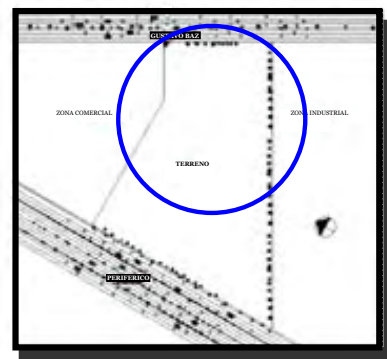 GUSTAVO BAZ
ZONA COMERCIAL
ZONA INDUSTRIAL
TERRENO
PERIFERICO